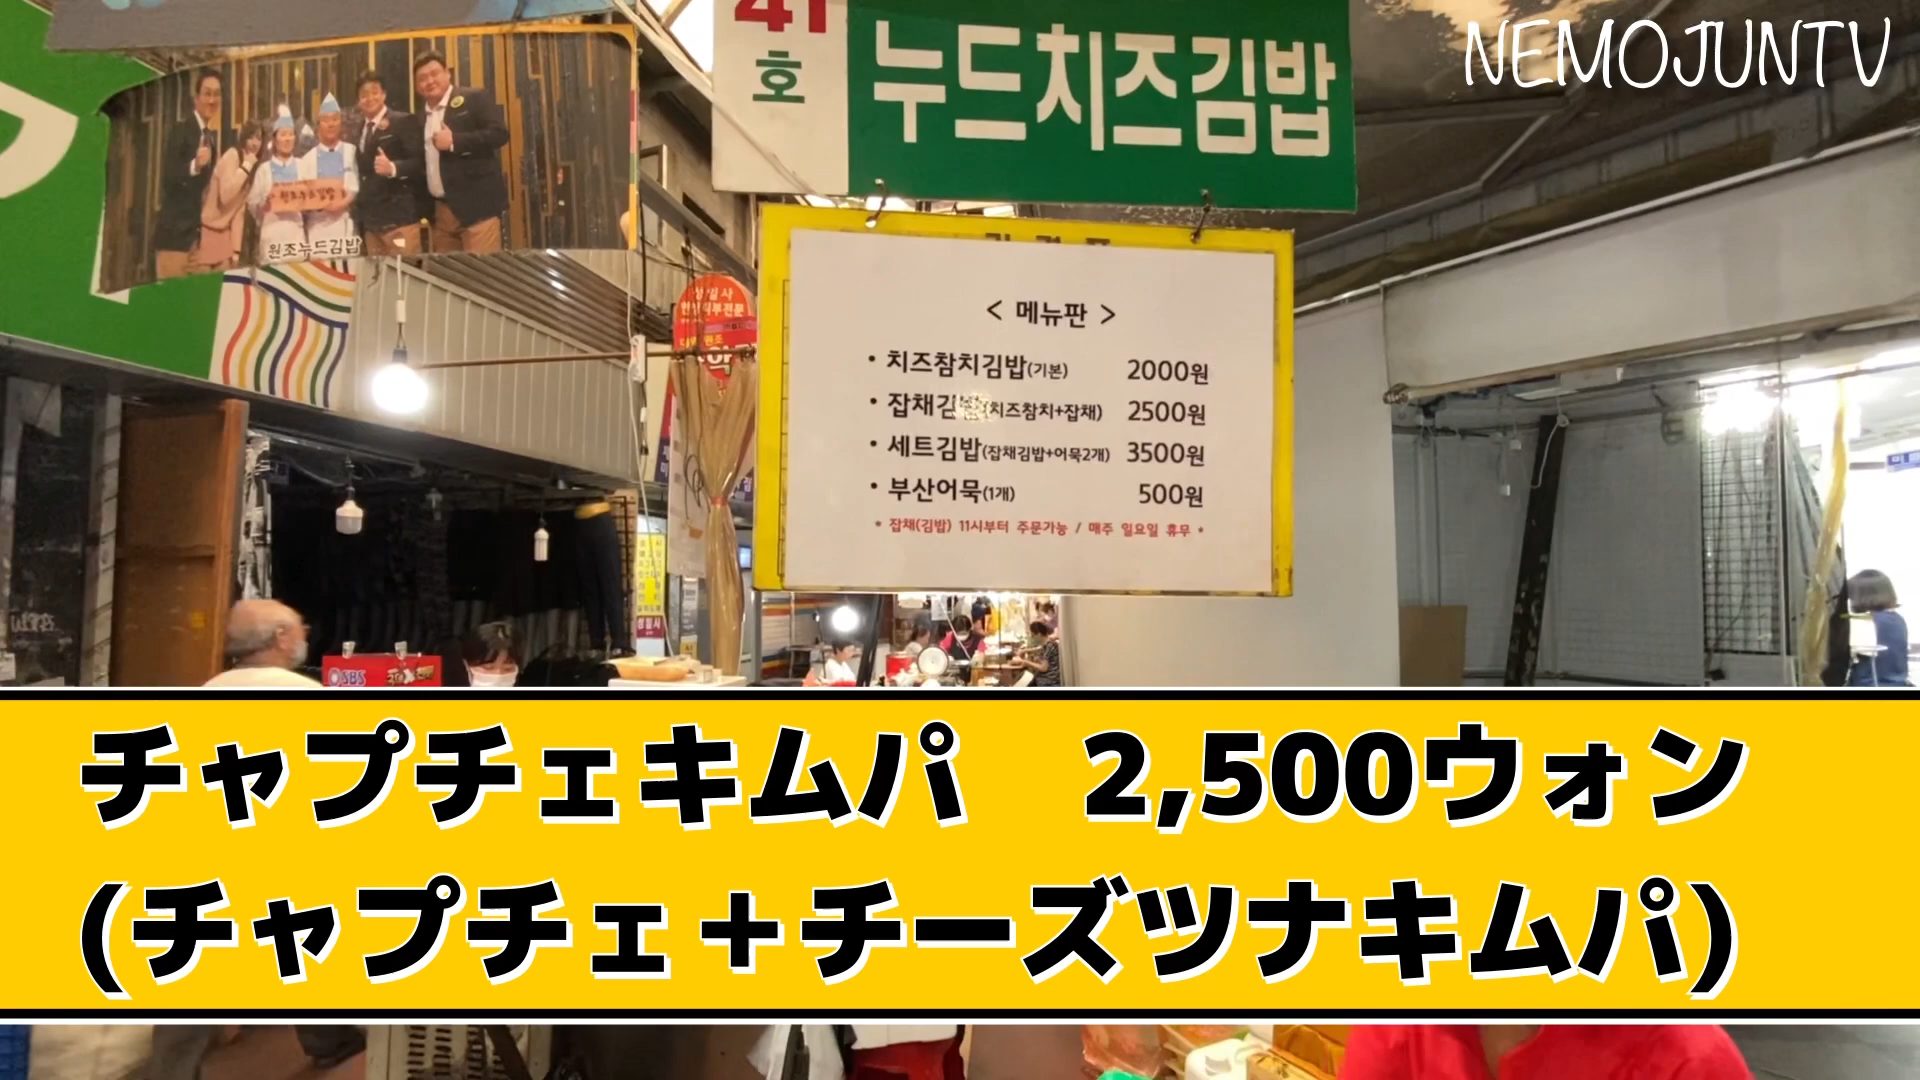 NEMOJUNTV
41
호
누드치즈김밥
원조누드김밥
< 메뉴판 >
• 치즈참치김밥(기본) 2000원
• 잡채김밥(치즈참치+잡채) 2500원
• 세트김밥(잡채김밥+어묵2개) 3500원
• 부산어묵(1개) 500원
* 잡채(김밥) 11시부터 주문가능 / 매주 일요일 휴무 *
SBS
チャプチェキムパ　2,500ウォン
(チャプチェ＋チーズツナキムパ)